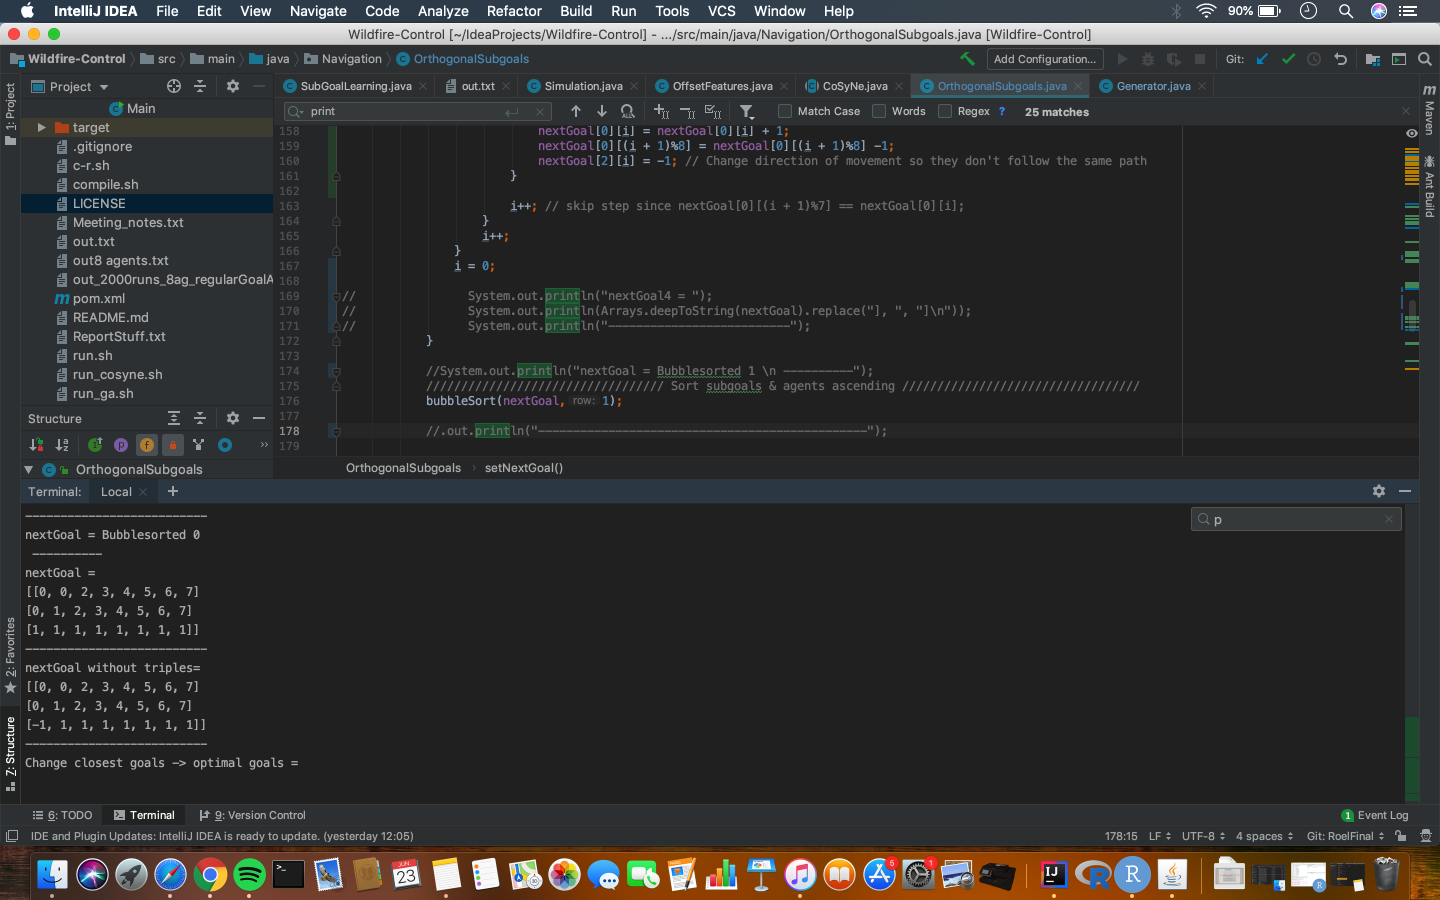 IntelliJ IDEA File Edit View Navigate Code Analyze Refactor Build Run Tools VCS Window Help 90%
Wildfire-Control [~/IdeaProjects/Wildfire-Control] - .../src/main/java/Navigation/OrthogonalSubgoals.java [Wildfire-Control]
Wildfire-Control src main java Navigation OrthogonalSubgoals Add Configuration... Git:
Project SubGoalLearning.java out.txt Simulation.java OffsetFeatures.java CoSyNe.java OrthogonalSubgoals.java Generator.java
1: Project
Maven
Ant Build
2: Favorites
Z: Structure
print Match Case Words Regex ? 25 matches
Main
target
.gitignore
c-r.sh
compile.sh
LICENSE
Meeting_notes.txt
out.txt
out8 agents.txt
out_2000runs_8ag_regularGoalA
pom.xml
README.md
ReportStuff.txt
run.sh
run_cosyne.sh
run_ga.sh
Structure
OrthogonalSubgoals
158 nextGoal[0][i] = nextGoal[0][i] + 1;
159 nextGoal[0][(i + 1)%8] = nextGoal[0][(i + 1)%8] -1;
160 nextGoal[2][i] = -1; // Change direction of movement so they don't follow the same path
161 }
162
163 i++; // skip step since nextGoal[0][(i + 1)%7] == nextGoal[0][i];
164 }
165 i++;
166 }
167 i = 0;
168
169 // System.out.println("nextGoal4 = ");
170 // System.out.println(Arrays.deepToString(nextGoal).replace("], ", "]\n"));
171 // System.out.println("--------------------------");
172 }
173
174 //System.out.println("nextGoal = Bubblesorted 1 \n ----------");
175 ////////////////////////////////// Sort subgoals & agents ascending //////////////////////////////////
176 bubbleSort(nextGoal, row: 1);
177
178 //.out.println("-----------------------------------------------");
179
OrthogonalSubgoals › setNextGoal()
Terminal: Local +
p
--------------------------
nextGoal = Bubblesorted 0
----------
nextGoal =
[[0, 0, 2, 3, 4, 5, 6, 7]
[0, 1, 2, 3, 4, 5, 6, 7]
[1, 1, 1, 1, 1, 1, 1, 1]]
--------------------------
nextGoal without triples=
[[0, 0, 2, 3, 4, 5, 6, 7]
[0, 1, 2, 3, 4, 5, 6, 7]
[-1, 1, 1, 1, 1, 1, 1, 1]]
--------------------------
Change closest goals -> optimal goals =
6: TODO Terminal 9: Version Control 1 Event Log
IDE and Plugin Updates: IntelliJ IDEA is ready to update. (yesterday 12:05) 178:15 LF UTF-8 4 spaces Git: RoelFinal
JUN 23 6 1 IJ R R